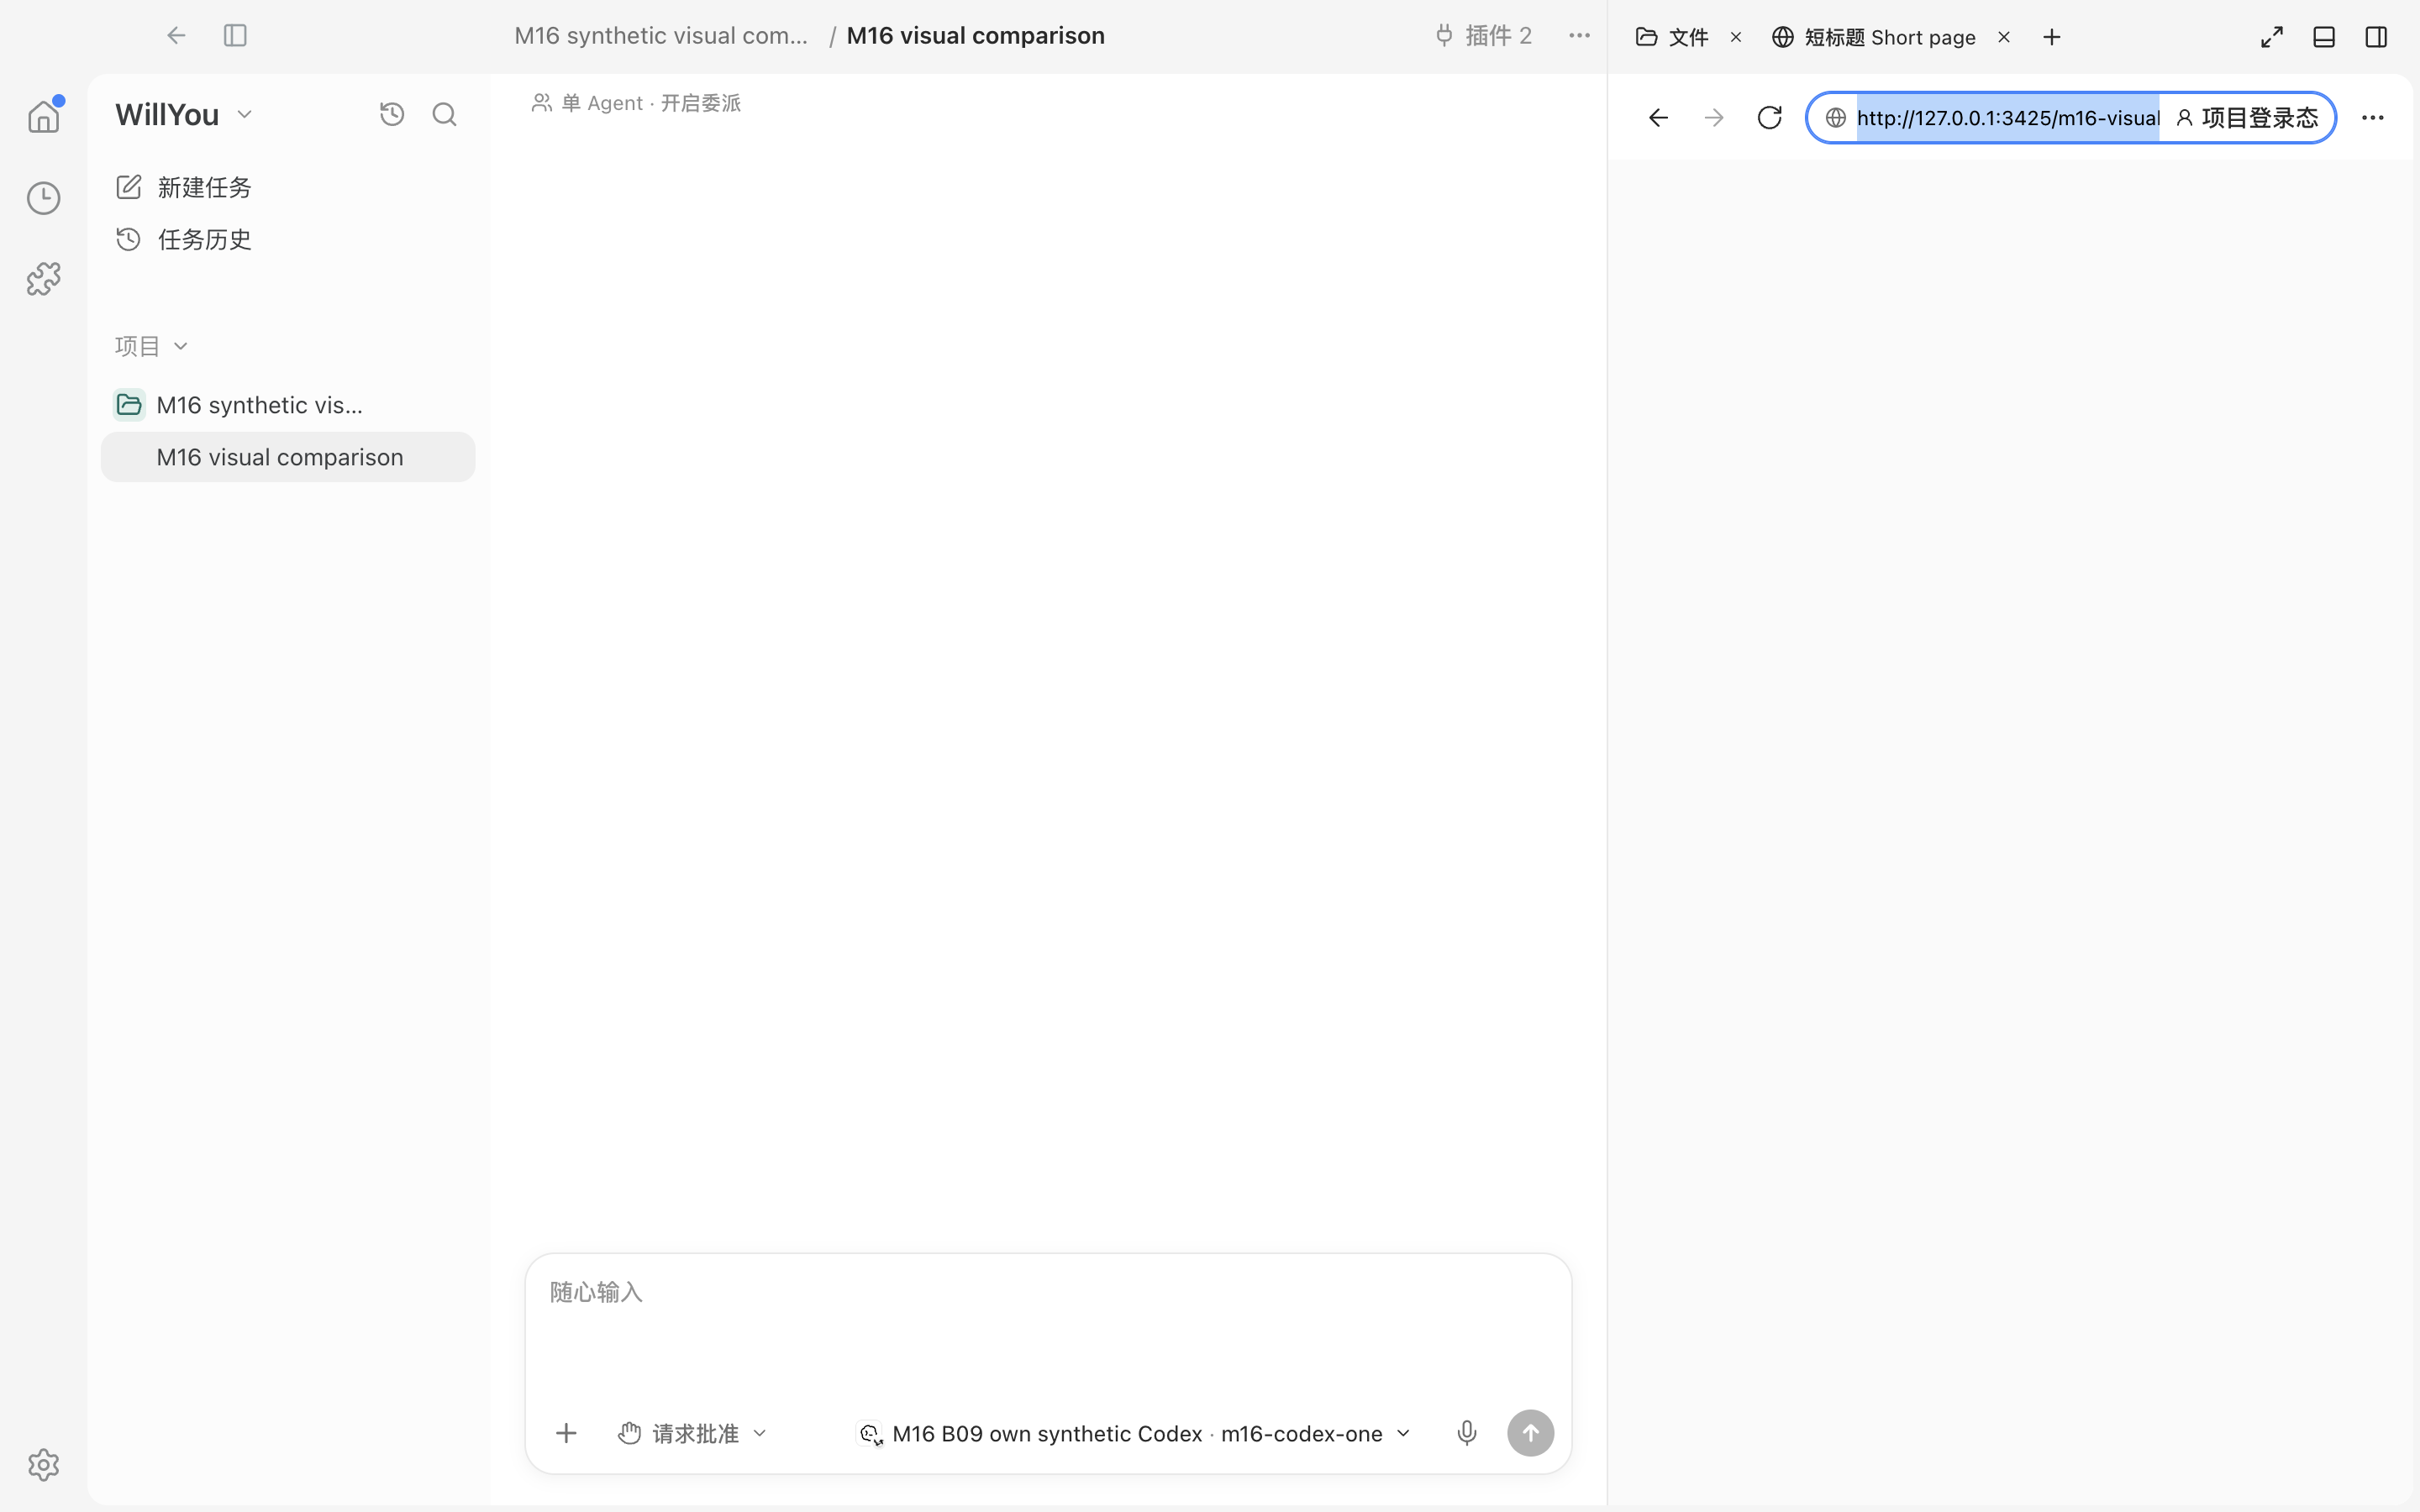 M16 synthetic visual com... / M16 visual comparison
插件 2
文件
短标题 Short page
WillYou
新建任务
任务历史
项目
M16 synthetic vis...
M16 visual comparison
单 Agent · 开启委派
http://127.0.0.1:3425/m16-visual
项目登录态
随心输入
请求批准
M16 B09 own synthetic Codex · m16-codex-one